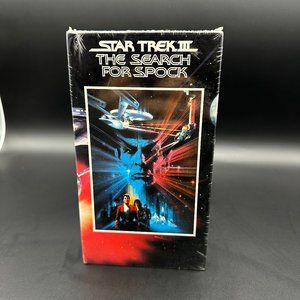 STAR TREK III
THE SEARCH
FOR SPOCK